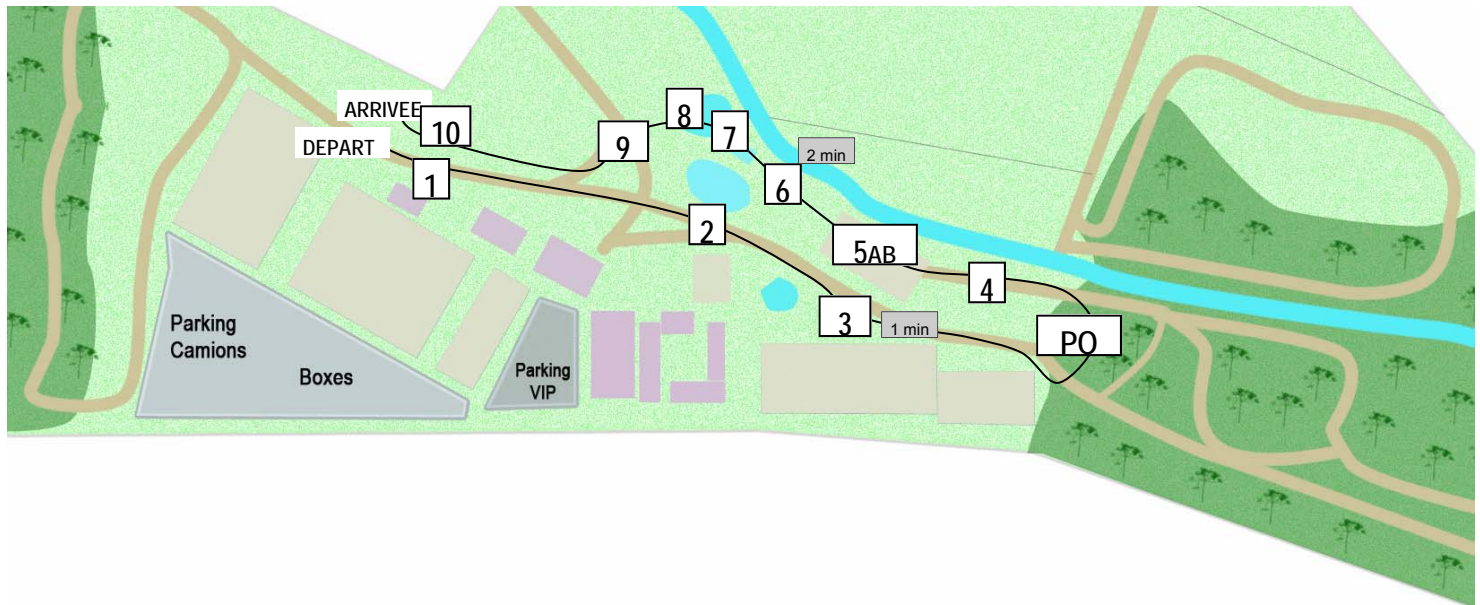 ARRIVEE
10
DEPART
1
2
3
1 min
PO
4
5AB
6
2 min
7
8
9
Parking
Camions
Boxes
Parking
VIP